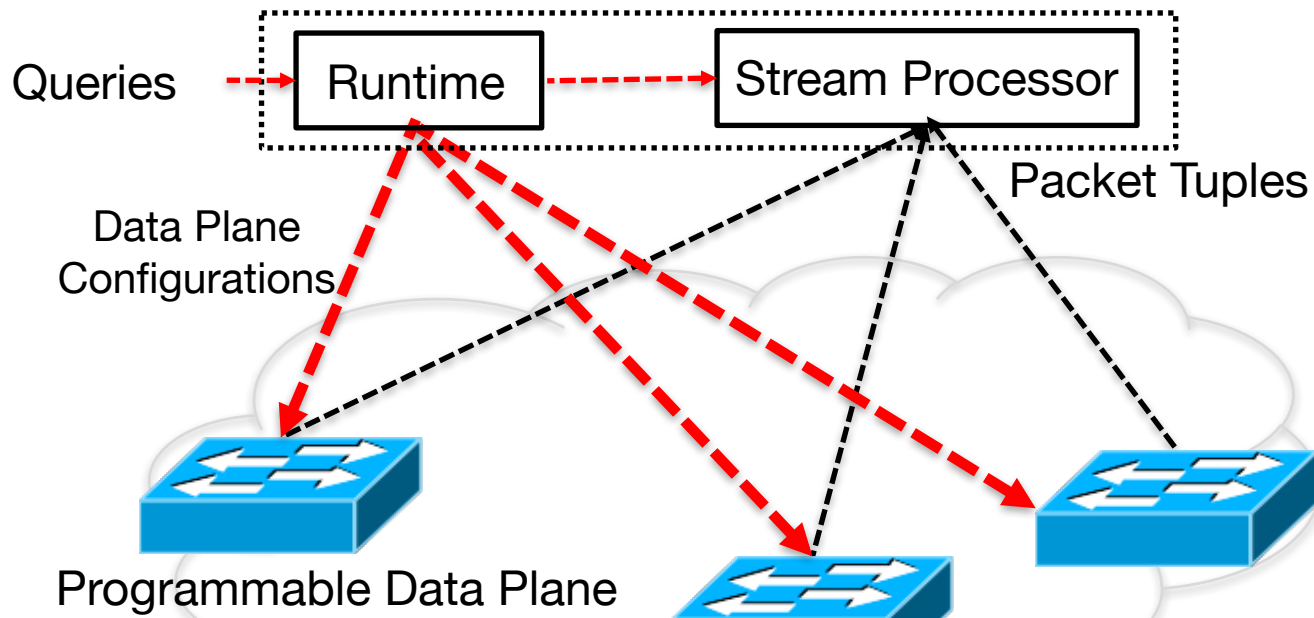 Queries
Runtime
Stream Processor
Packet Tuples
Data Plane
Configurations
Programmable Data Plane